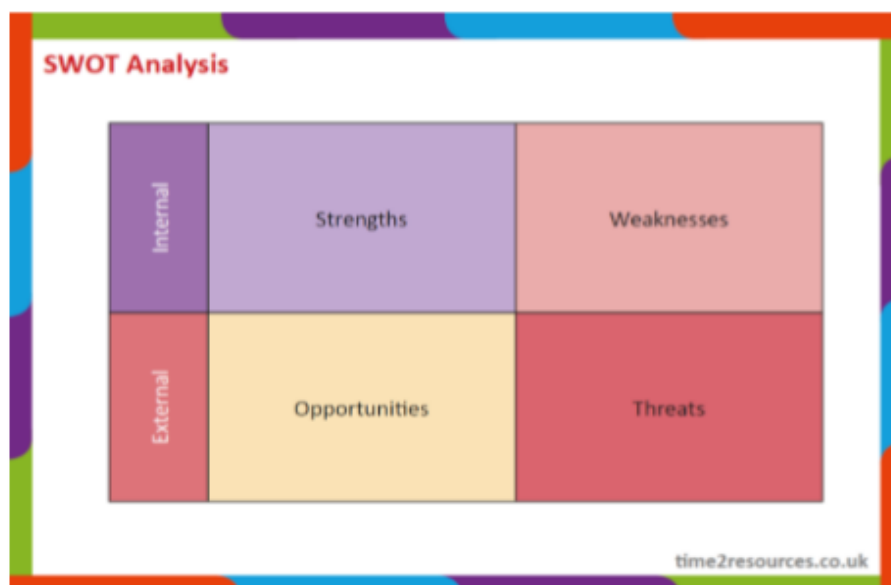 SWOT Analysis
Internal
Strengths
Weaknesses
External
Opportunities
Threats
time2resources.co.uk